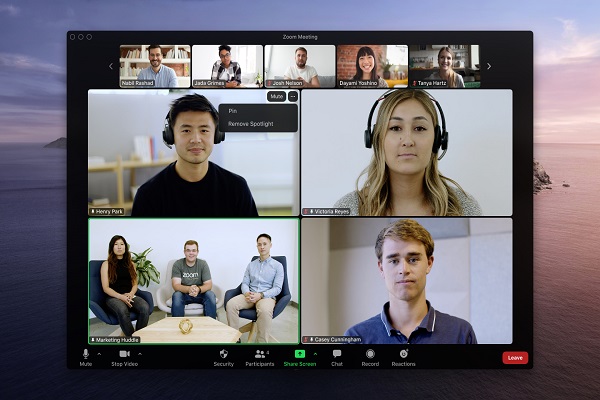 Zoom Meeting
Nabil Rashad
Jada Grimes
Josh Nelson
Dayami Yoshino
Tanya Hartz
Mute
Pin
Remove Spotlight
Henry Park
Victoria Reyes
zoom
Marketing Huddle
Casey Cunningham
4
Mute
Stop Video
Security
Participants
Share Screen
Chat
Record
Reactions
Leave